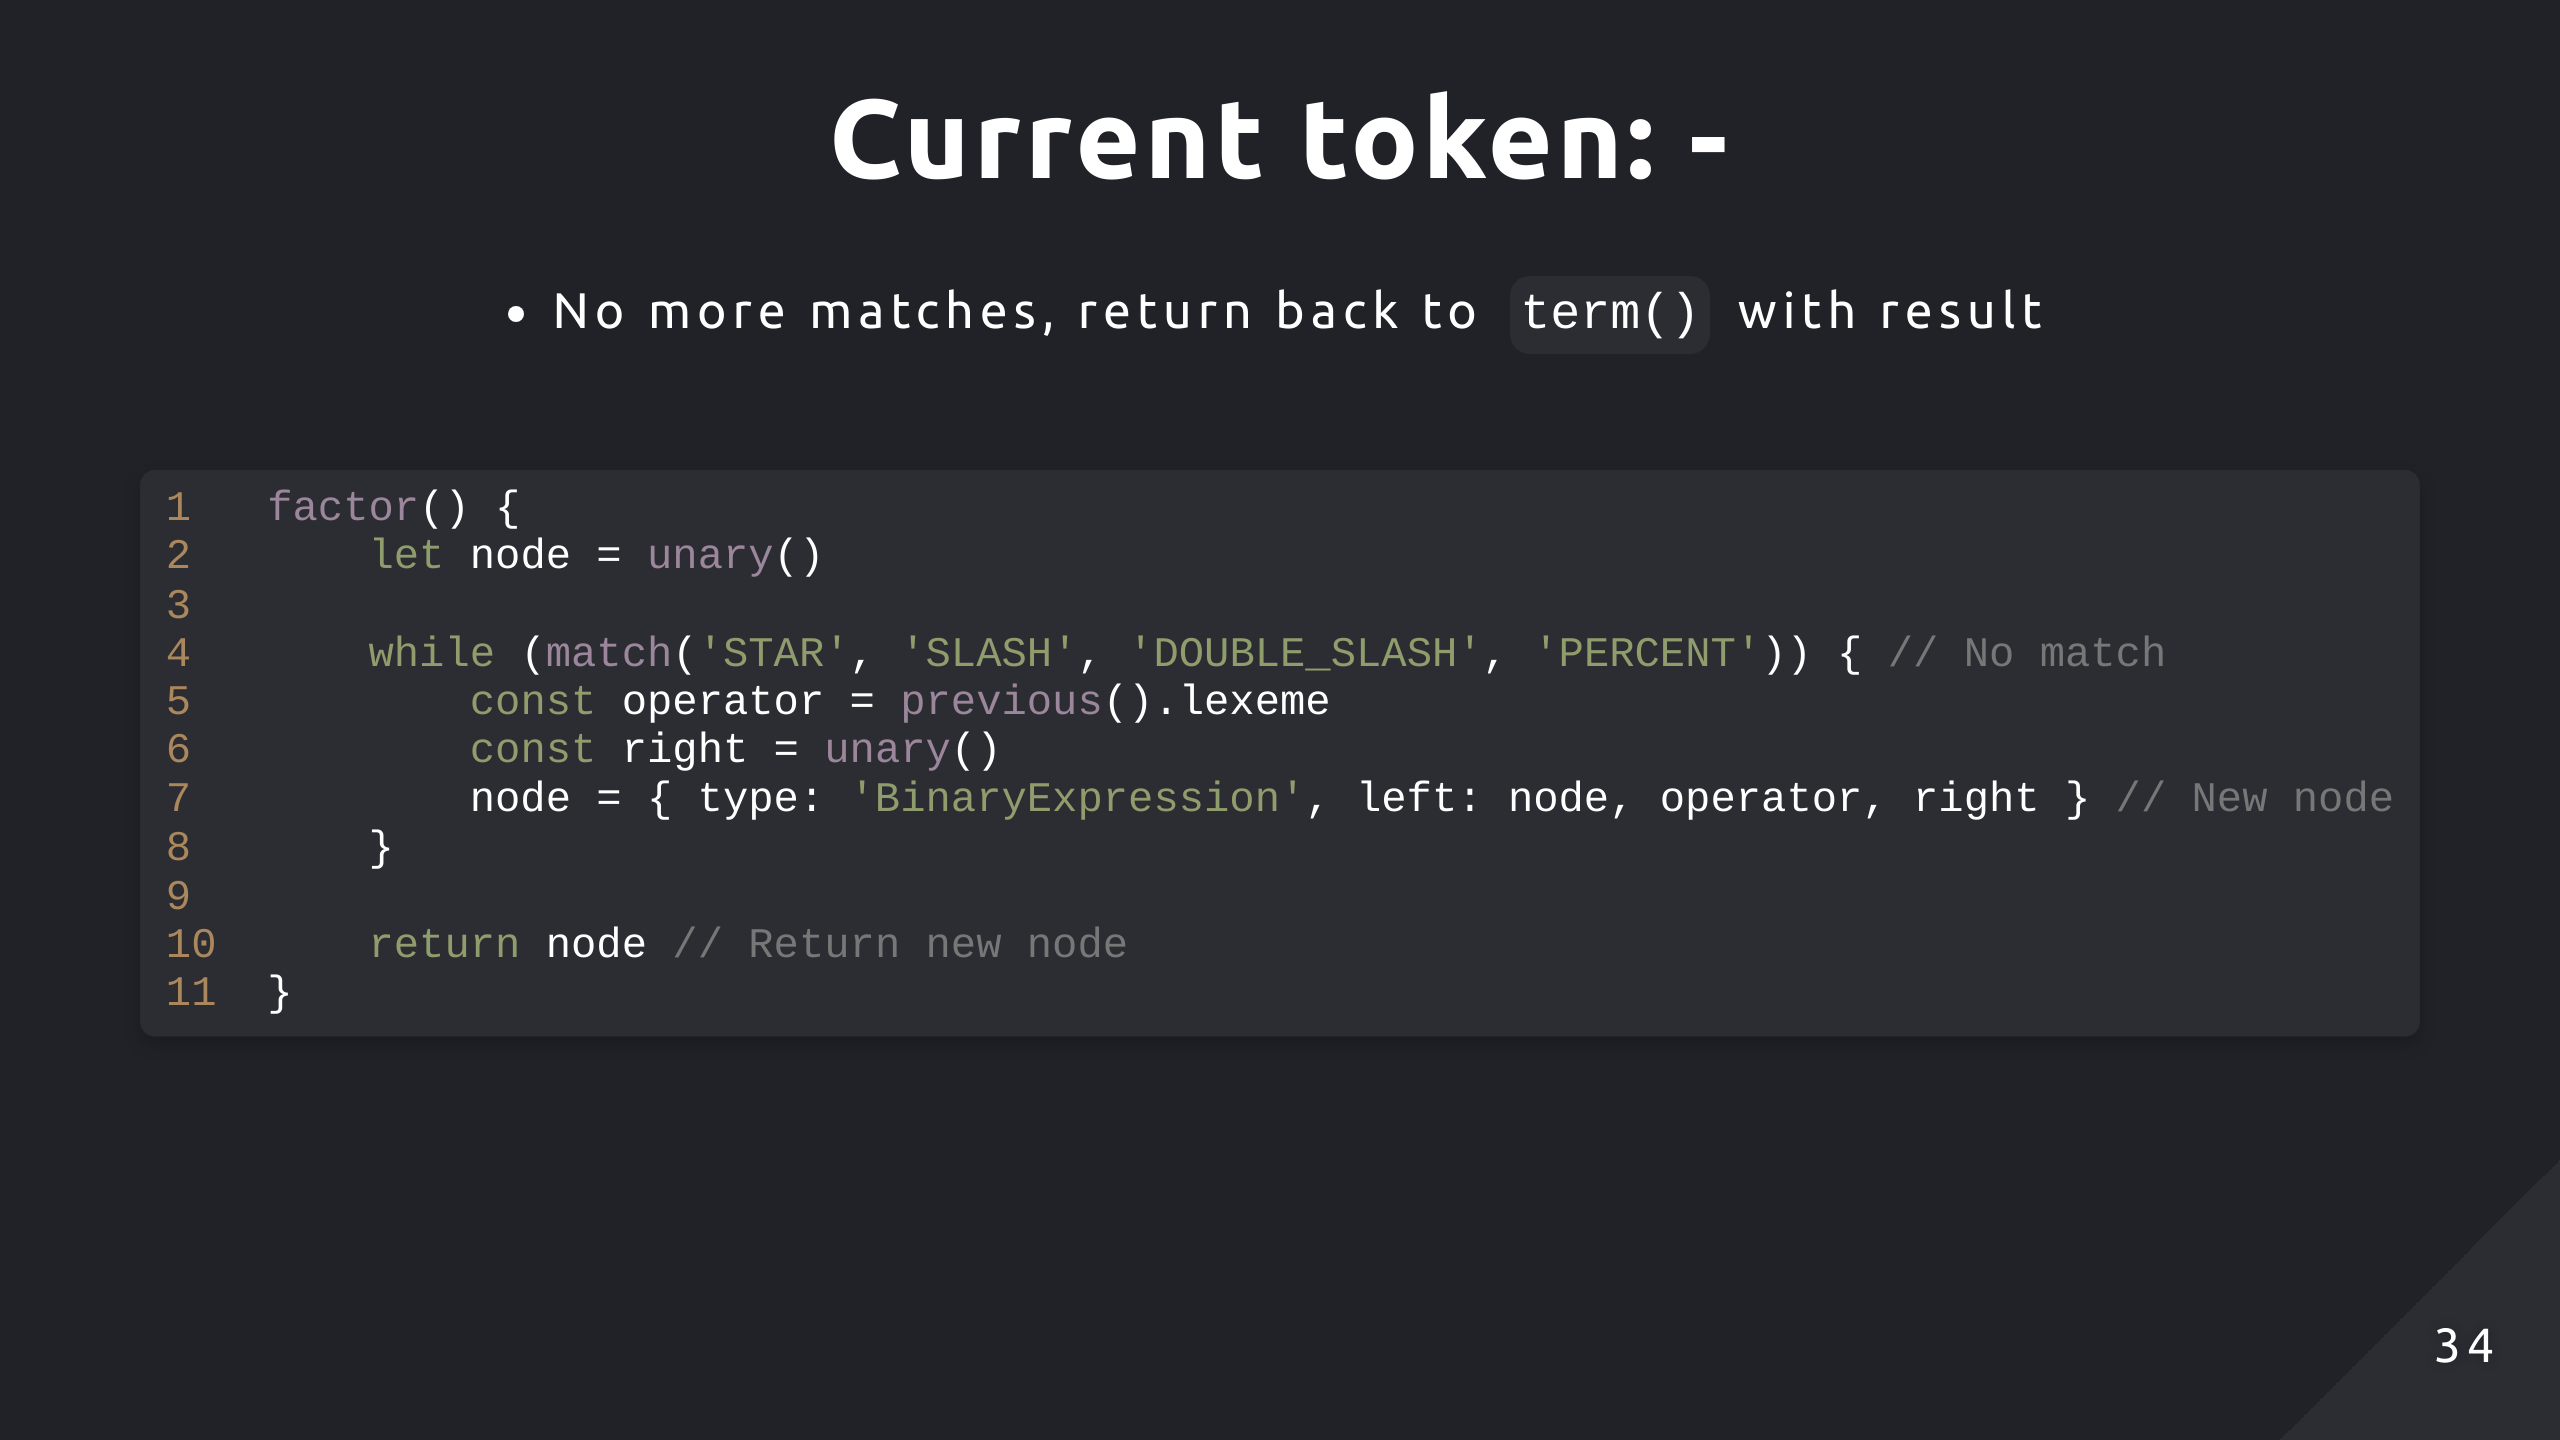 Current token: -
• No more matches, return back to term() with result
1   factor() {
2       let node = unary()
3
4       while (match('STAR', 'SLASH', 'DOUBLE_SLASH', 'PERCENT')) { // No match
5           const operator = previous().lexeme
6           const right = unary()
7           node = { type: 'BinaryExpression', left: node, operator, right } // New node
8       }
9
10      return node // Return new node
11  }
34